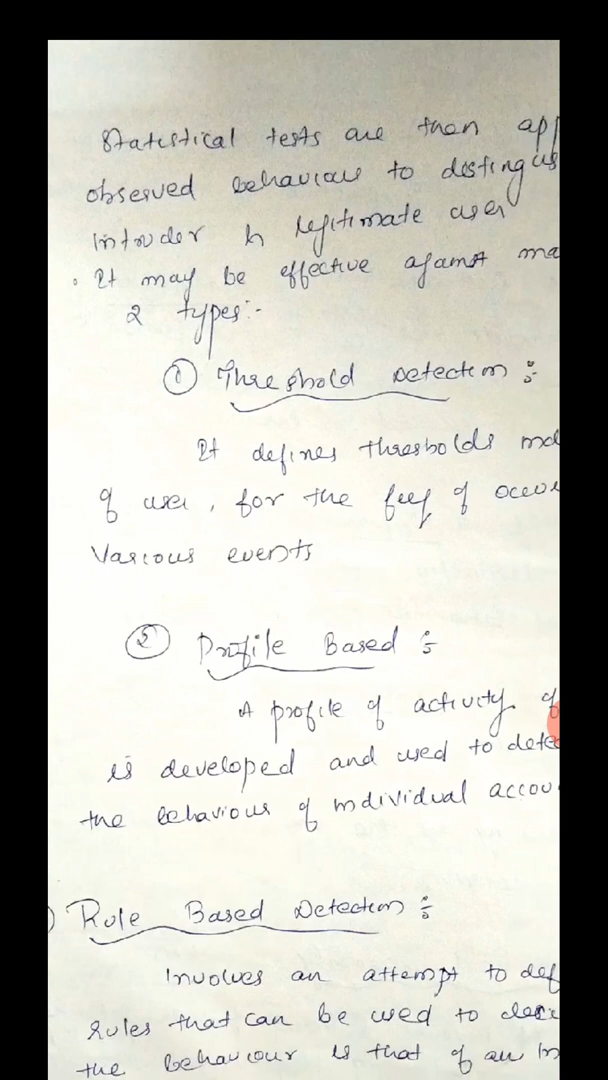 Statistical tests are then app
observed behaviour to distinguis
Intruder & legitimate user
• It may be effective against ma
2 types:-
① Threshold Detection :-
It defines thresholds ind
of user, for the freq of occur
Various events
② Profile Based :-
A profile of activity of
is developed and used to dete
the behaviour of individual accou
) Rule Based Detection :-
Involves an attempt to def
rules that can be used to deci
the behaviour is that of an In